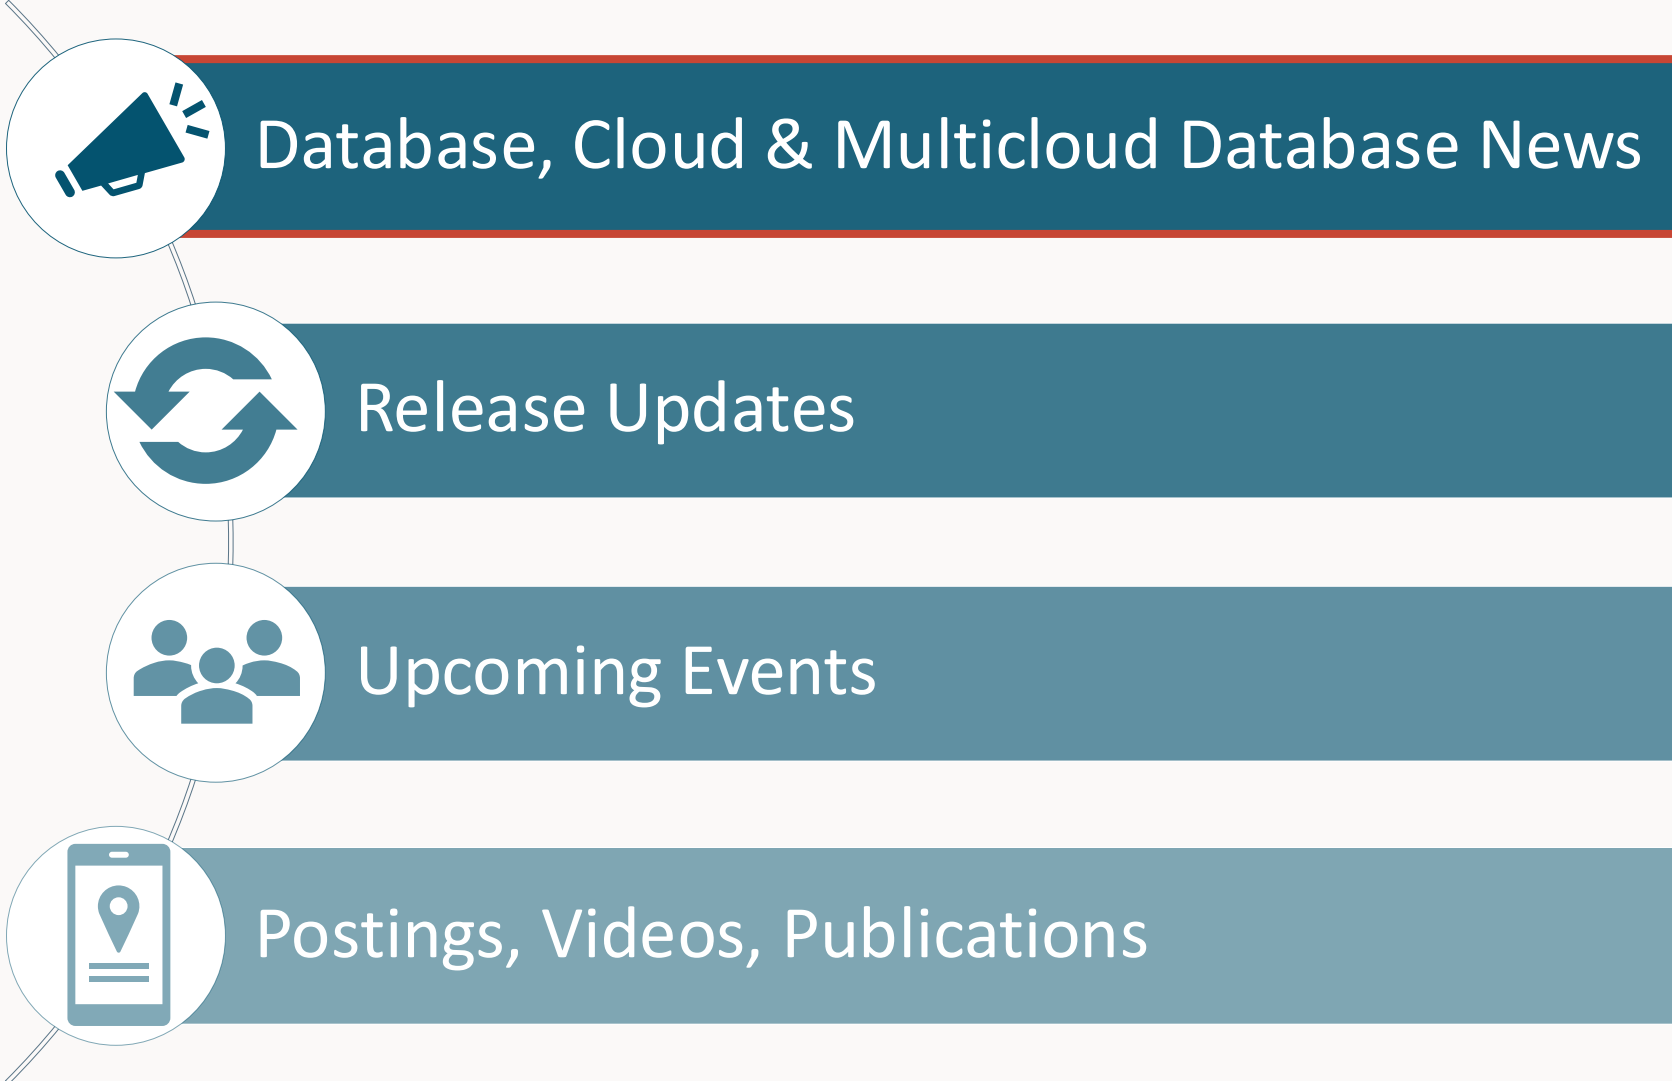 Database, Cloud & Multicloud Database News
Release Updates
Upcoming Events
Postings, Videos, Publications